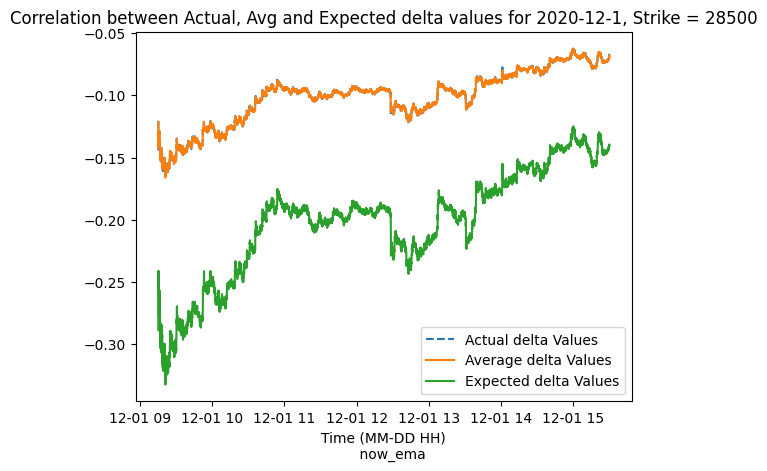 Correlation between Actual, Avg and Expected delta values for 2020-12-1, Strike = 28500
−0.05
−0.10
−0.15
−0.20
−0.25
−0.30
Actual delta Values
Average delta Values
Expected delta Values
12-01 09 12-01 10 12-01 11 12-01 12 12-01 13 12-01 14 12-01 15
Time (MM-DD HH)
now_ema